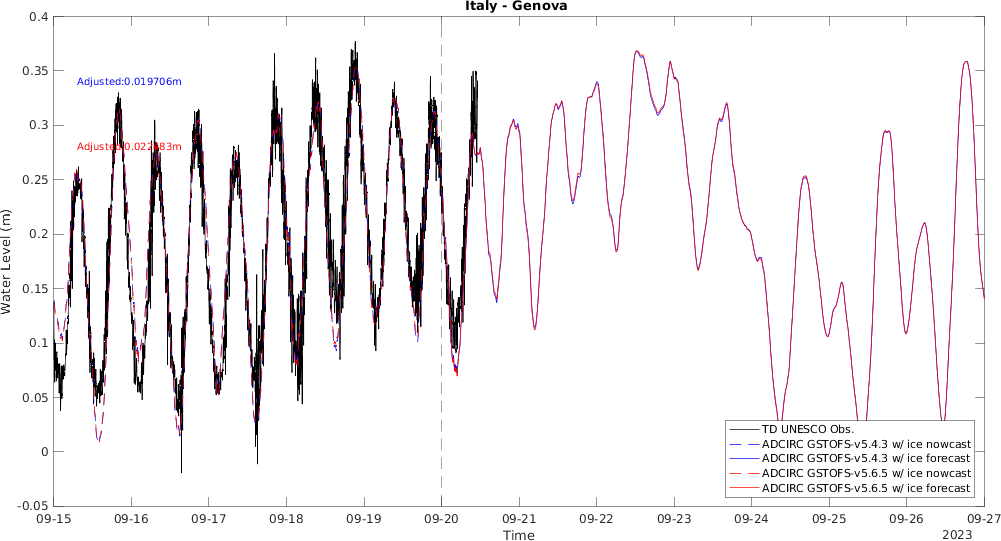 Italy - Genova
0.4
0.35
0.3
0.25
0.2
0.15
0.1
0.05
0
-0.05
Water Level (m)
Adjusted:0.019706m
TD UNESCO Obs.
ADCIRC GSTOFS-v5.4.3 w/ ice nowcast
ADCIRC GSTOFS-v5.4.3 w/ ice forecast
ADCIRC GSTOFS-v5.6.5 w/ ice nowcast
ADCIRC GSTOFS-v5.6.5 w/ ice forecast
09-15 09-16 09-17 09-18 09-19 09-20 09-21 09-22 09-23 09-24 09-25 09-26 09-27
Time
2023